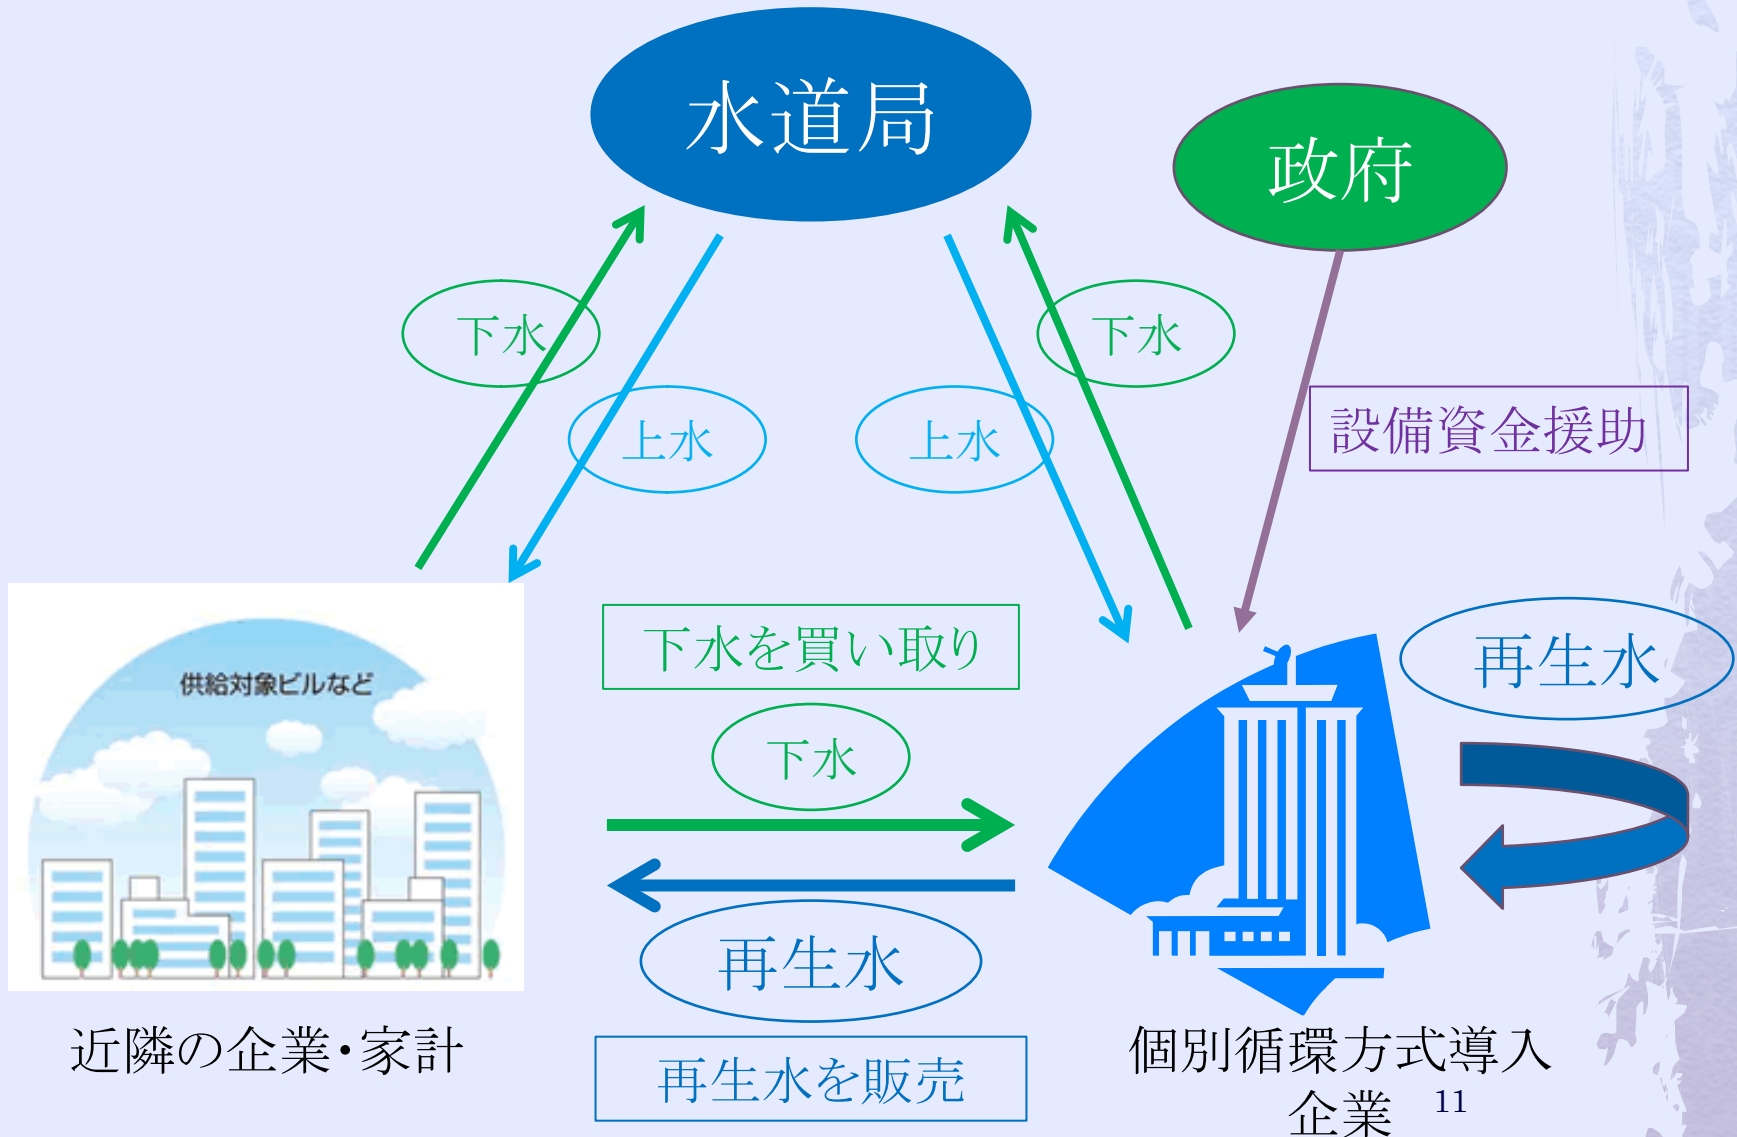 水道局
政府
下水
下水
上水
上水
設備資金援助
下水を買い取り
再生水
供給対象ビルなど
下水
再生水
近隣の企業・家計
個別循環方式導入
企業
再生水を販売
11